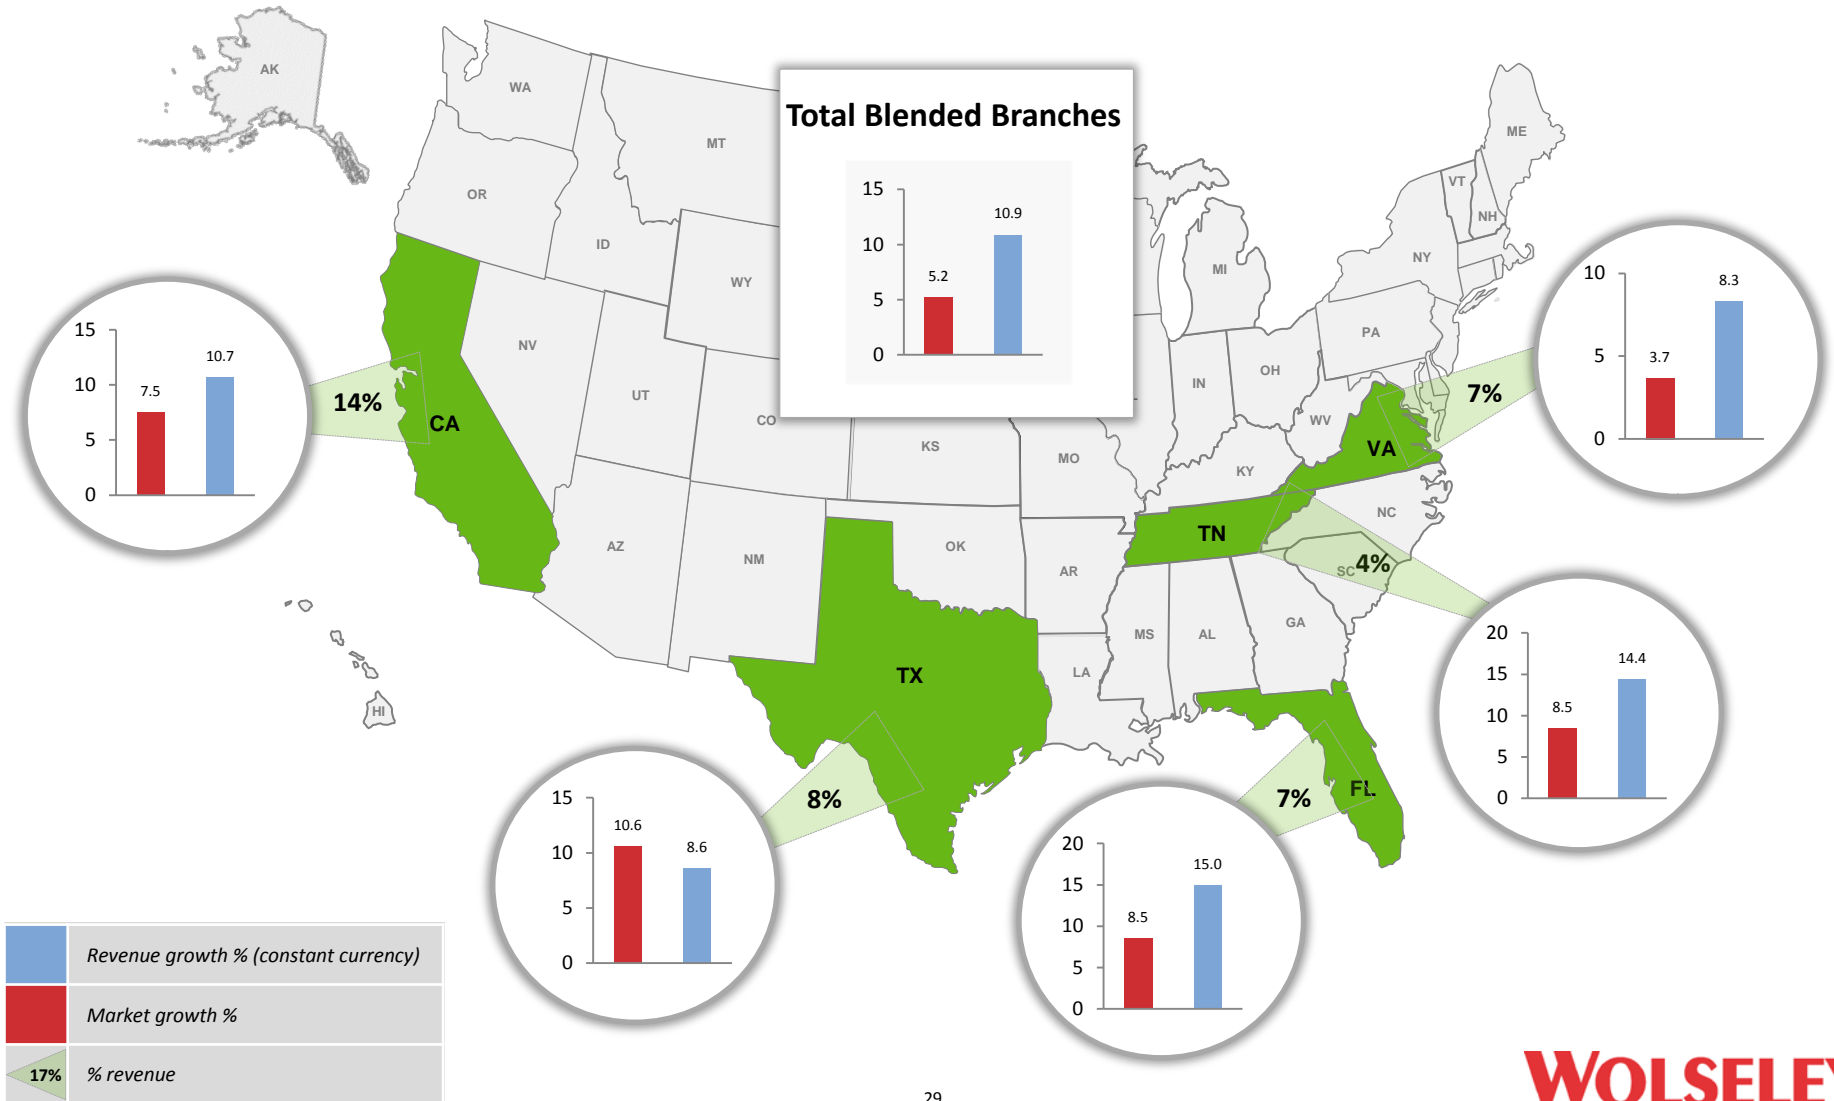 Total Blended Branches
15
10
5
0
5.2
10.9
AK
WA
MT
ME
OR
ID
WY
VT
NH
NY
MI
PA
NV
UT
CO
KS
MO
IN
OH
WV
KY
CA
VA
AZ
NM
OK
AR
TN
NC
SC
MS
AL
GA
LA
TX
FL
HI
15
10
5
0
7.5
10.7
14%
10
5
0
3.7
8.3
7%
20
15
10
5
0
8.5
14.4
4%
15
10
5
0
10.6
8.6
8%
20
15
10
5
0
8.5
15.0
7%
Revenue growth % (constant currency)
Market growth %
17%
% revenue
29
WOLSELEY